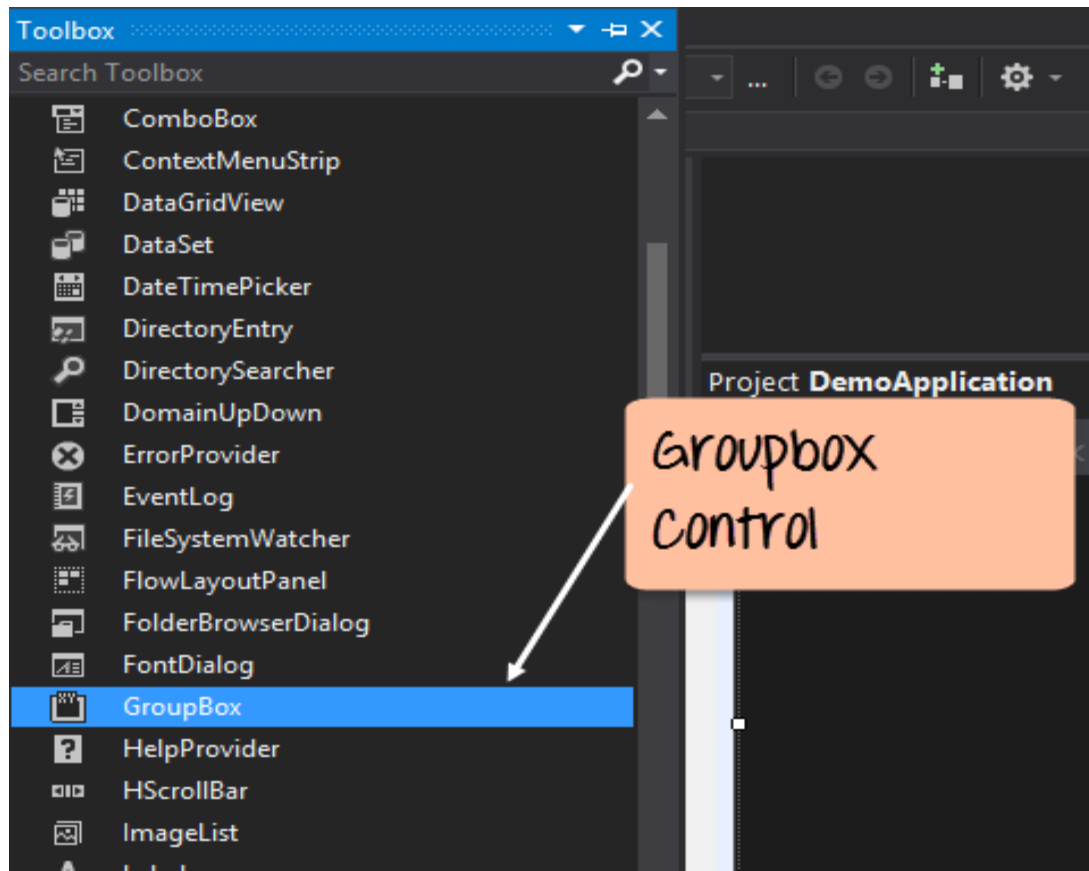 Toolbox
Search Toolbox
...
ComboBox
ContextMenuStrip
DataGridView
DataSet
DateTimePicker
DirectoryEntry
DirectorySearcher
DomainUpDown
ErrorProvider
EventLog
FileSystemWatcher
FlowLayoutPanel
FolderBrowserDialog
FontDialog
GroupBox
HelpProvider
HScrollBar
ImageList
Project DemoApplication
Groupbox
Control